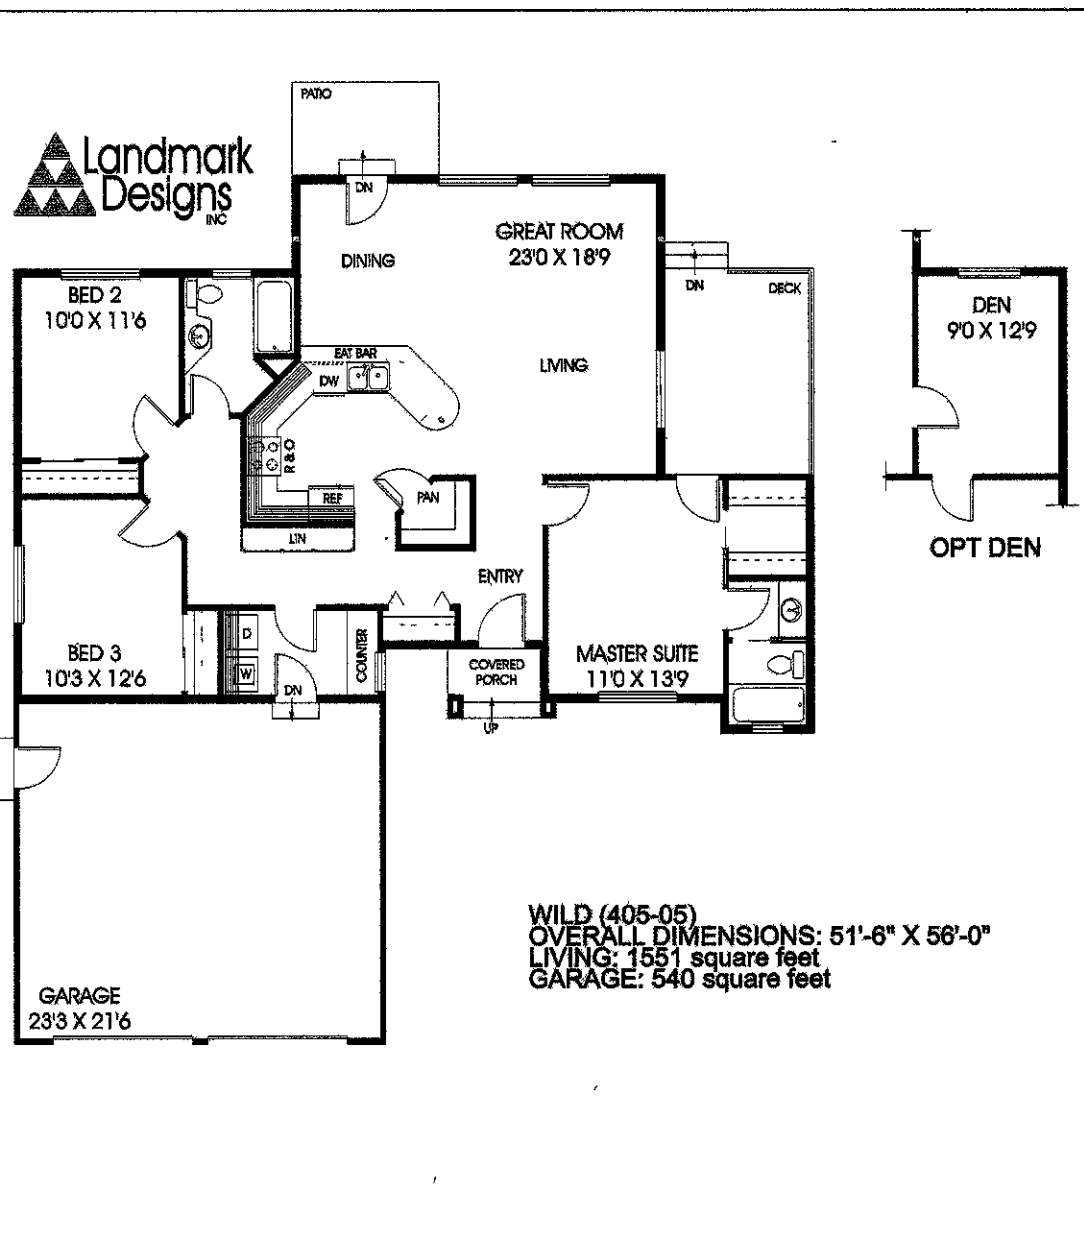 PATIO
Landmark
Designs
INC
DN
GREAT ROOM
23'0 X 18'9
DINING
DN
DECK
BED 2
10'0 X 11'6
DEN
9'0 X 12'9
EAT BAR
DW
LIVING
R & O
REF
PAN
LIN
OPT DEN
ENTRY
D
W
COUNTER
DN
BED 3
10'3 X 12'6
COVERED
PORCH
UP
MASTER SUITE
11'0 X 13'9
WILD (405-05)
OVERALL DIMENSIONS: 51'-6" X 56'-0"
LIVING: 1551 square feet
GARAGE: 540 square feet
GARAGE
23'3 X 21'6